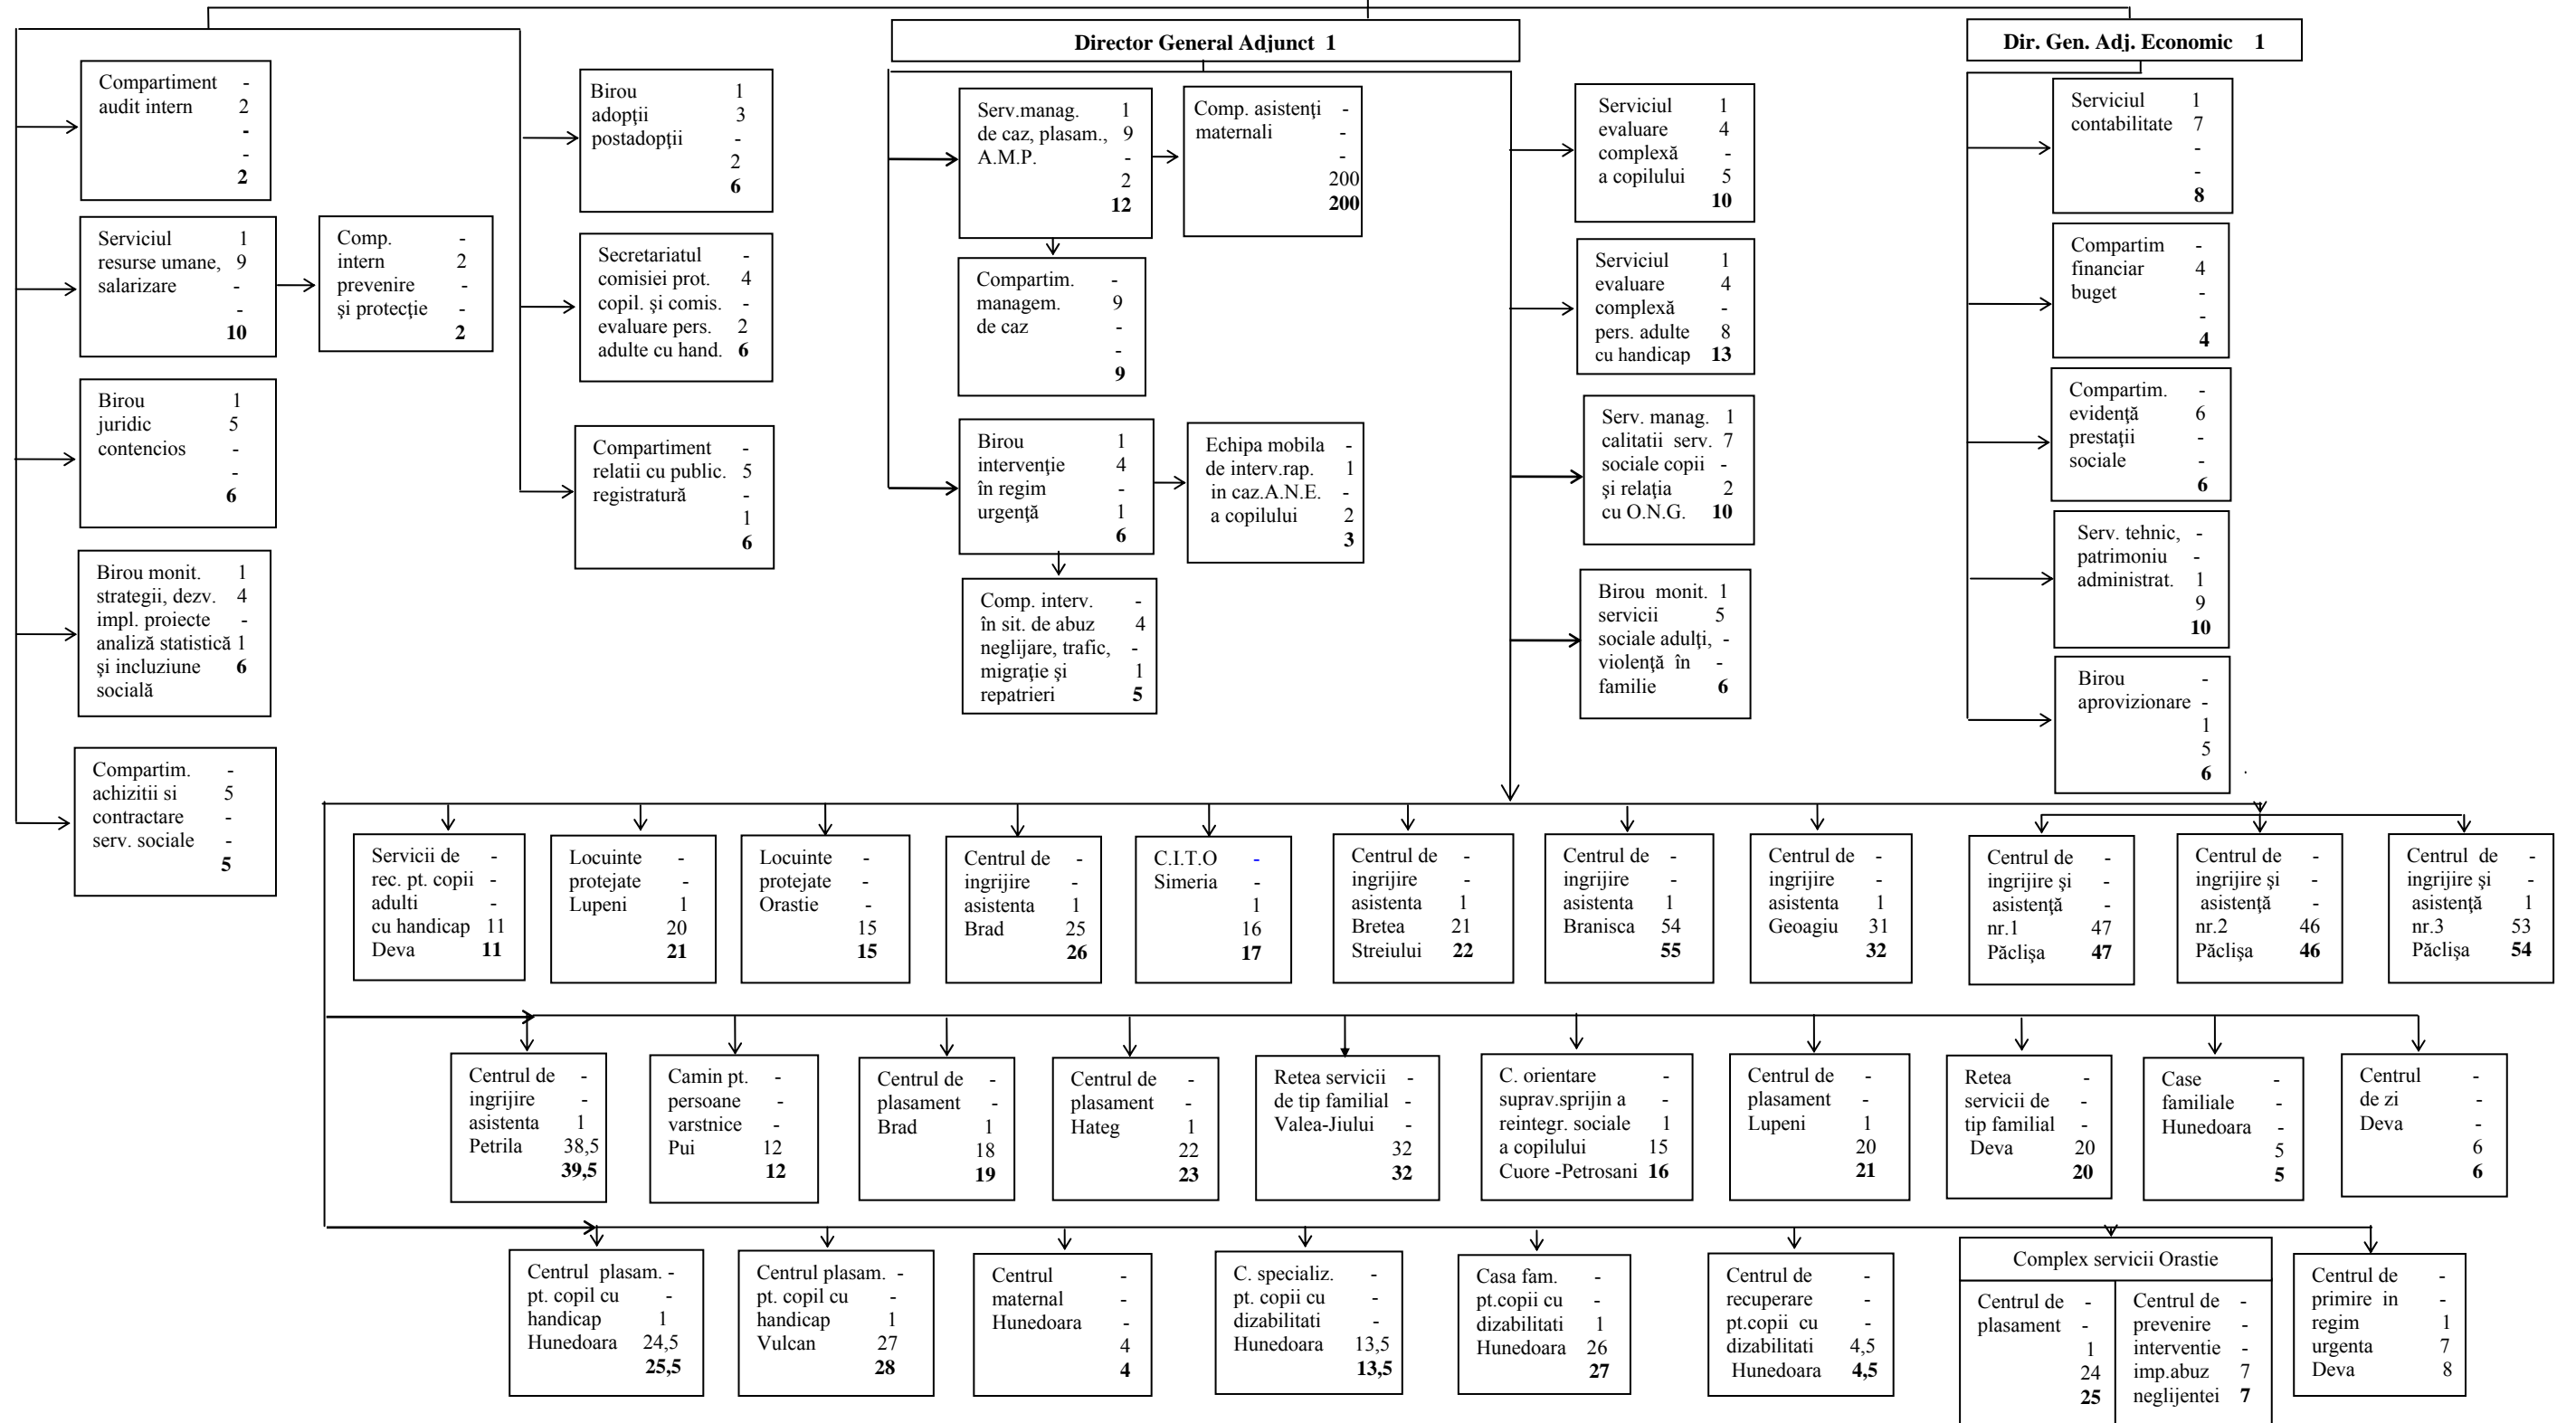 Director General Adjunct 1
Dir. Gen. Adj. Economic 1
Compartiment -
audit intern 2
-
-
2
Serviciul 1
resurse umane, 9
salarizare -
-
10
Comp. -
intern 2
prevenire -
şi protecţie -
2
Birou 1
juridic 5
contencios -
-
6
Birou monit. 1
strategii, dezv. 4
impl. proiecte -
analiză statistică 1
şi incluziune 6
socială
Compartim. -
achizitii si 5
contractare -
serv. sociale -
5
Birou 1
adopţii 3
postadopţii -
2
6
Secretariatul -
comisiei prot. 4
copil. şi comis. -
evaluare pers. 2
adulte cu hand. 6
Compartiment -
relatii cu public. 5
registratură -
1
6
Serv.manag. 1
de caz, plasam., 9
A.M.P. -
2
12
Comp. asistenţi -
maternali -
-
200
200
Compartim. -
managem. 9
de caz -
-
9
Birou 1
intervenţie 4
în regim -
urgenţă 1
6
Echipa mobila -
de interv.rap. 1
in caz.A.N.E. -
a copilului 2
3
Comp. interv. -
în sit. de abuz 4
neglijare, trafic, -
migraţie şi 1
repatrieri 5
Serviciul 1
evaluare 4
complexă -
a copilului 5
10
Serviciul 1
evaluare 4
complexă -
pers. adulte 8
cu handicap 13
Serv. manag. 1
calitatii serv. 7
sociale copii -
şi relaţia 2
cu O.N.G. 10
Birou monit. 1
servicii 5
sociale adulţi, -
violenţă în -
familie 6
Serviciul 1
contabilitate 7
-
-
8
Compartim -
financiar 4
buget -
-
4
Compartim. -
evidenţă 6
prestaţii -
sociale -
6
Serv. tehnic, -
patrimoniu -
administrat. 1
9
10
Birou -
aprovizionare -
1
5
6 .
Servicii de -
rec. pt. copii -
adulti -
cu handicap 11
Deva 11
Locuinte -
protejate -
Lupeni 1
20
21
Locuinte -
protejate -
Orastie -
15
15
Centrul de -
ingrijire -
asistenta 1
Brad 25
26
C.I.T.O -
Simeria -
1
16
17
Centrul de -
ingrijire -
asistenta 1
Bretea 21
Streiului 22
Centrul de -
ingrijire -
asistenta 1
Branisca 54
55
Centrul de -
ingrijire -
asistenta 1
Geoagiu 31
32
Centrul de -
ingrijire şi -
asistenţă -
nr.1 47
Păclişa 47
Centrul de -
ingrijire şi -
asistenţă -
nr.2 46
Păclişa 46
Centrul de -
ingrijire şi -
asistenţă 1
nr.3 53
Păclişa 54
Centrul de -
ingrijire -
asistenta 1
Petrila 38,5
39,5
Camin pt. -
persoane -
varstnice -
Pui 12
12
Centrul de -
plasament -
Brad 1
18
19
Centrul de -
plasament -
Hateg 1
22
23
Retea servicii -
de tip familial -
Valea-Jiului -
32
32
C. orientare -
suprav.sprijin a -
reintegr. sociale 1
a copilului 15
Cuore -Petrosani 16
Centrul de -
plasament -
Lupeni 1
20
21
Retea -
servicii de -
tip familial -
Deva 20
20
Case -
familiale -
Hunedoara -
5
5
Centrul -
de zi -
Deva -
6
6
Centrul plasam. -
pt. copil cu -
handicap 1
Hunedoara 24,5
25,5
Centrul plasam. -
pt. copil cu -
handicap 1
Vulcan 27
28
Centrul -
maternal -
Hunedoara -
4
4
C. specializ. -
pt. copii cu -
dizabilitati -
Hunedoara 13,5
13,5
Casa fam. -
pt.copii cu -
dizabilitati 1
Hunedoara 26
27
Centrul de -
recuperare -
pt.copii cu -
dizabilitati 4,5
Hunedoara 4,5
Complex servicii Orastie
Centrul de -
plasament -
1
24
25
Centrul de -
prevenire -
interventie -
imp.abuz 7
neglijentei 7
Centrul de -
primire in -
regim 1
urgenta 7
Deva 8